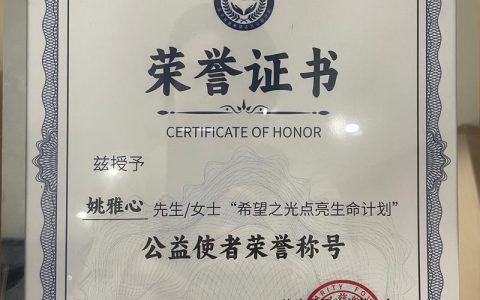 荣誉证书
CERTIFICATE OF HONOR
兹授予
姚雅心 先生/女士“希望之光点亮生命计划”
公益使者荣誉称号